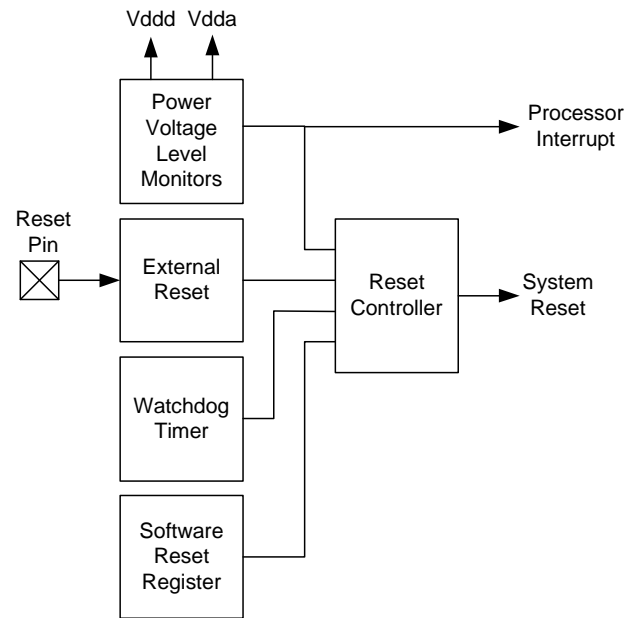 Vddd Vdda
Power
Voltage
Level
Monitors
Processor
Interrupt
Reset
Pin
External
Reset
Reset
Controller
System
Reset
Watchdog
Timer
Software
Reset
Register